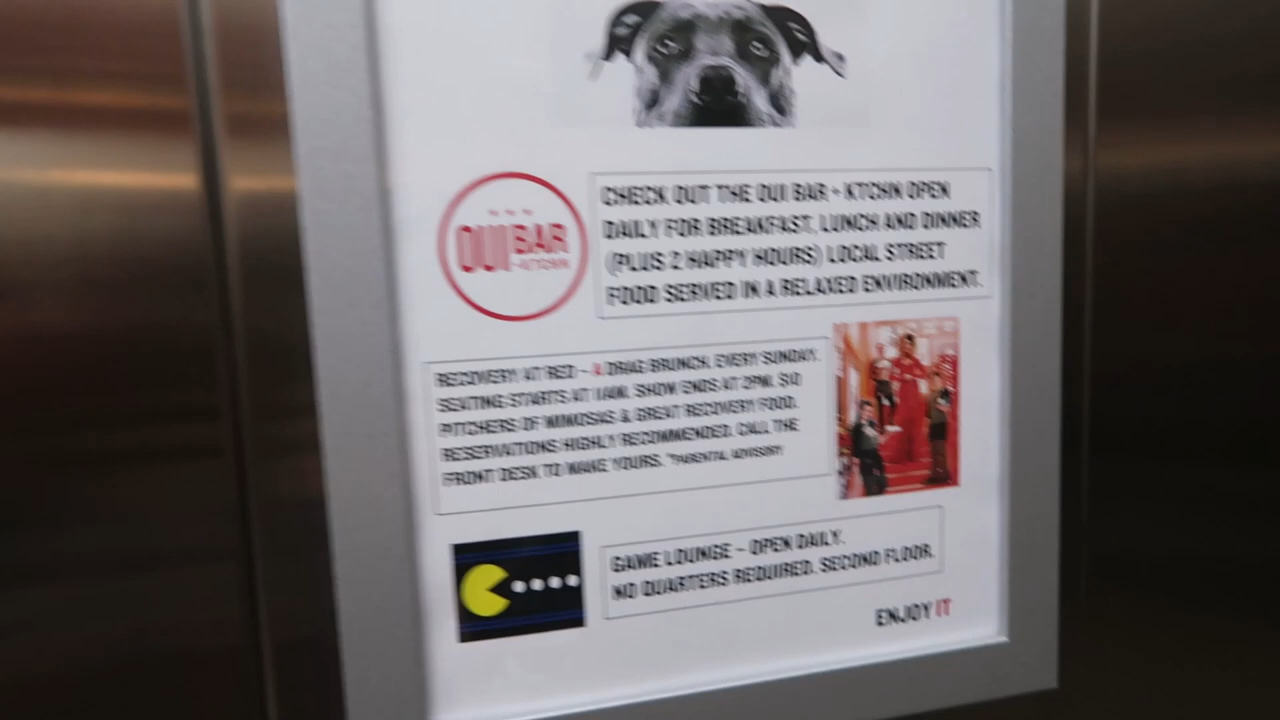 OUI BAR
+KTCHN
CHECK OUT THE OUI BAR + KTCHN OPEN
DAILY FOR BREAKFAST, LUNCH AND DINNER
(PLUS 2 HAPPY HOURS) LOCAL STREET
FOOD SERVED IN A RELAXED ENVIRONMENT.
RECOVERY AT RED - A DRAG BRUNCH. EVERY SUNDAY.
SEATING STARTS AT 11AM. SHOW ENDS AT 2PM. $10
PITCHERS OF MIMOSAS & GREAT RECOVERY FOOD.
RESERVATIONS HIGHLY RECOMMENDED. CALL THE
FRONT DESK TO MAKE YOURS. *PARENTAL ADVISORY
GAME LOUNGE - OPEN DAILY.
NO QUARTERS REQUIRED. SECOND FLOOR.
ENJOY IT